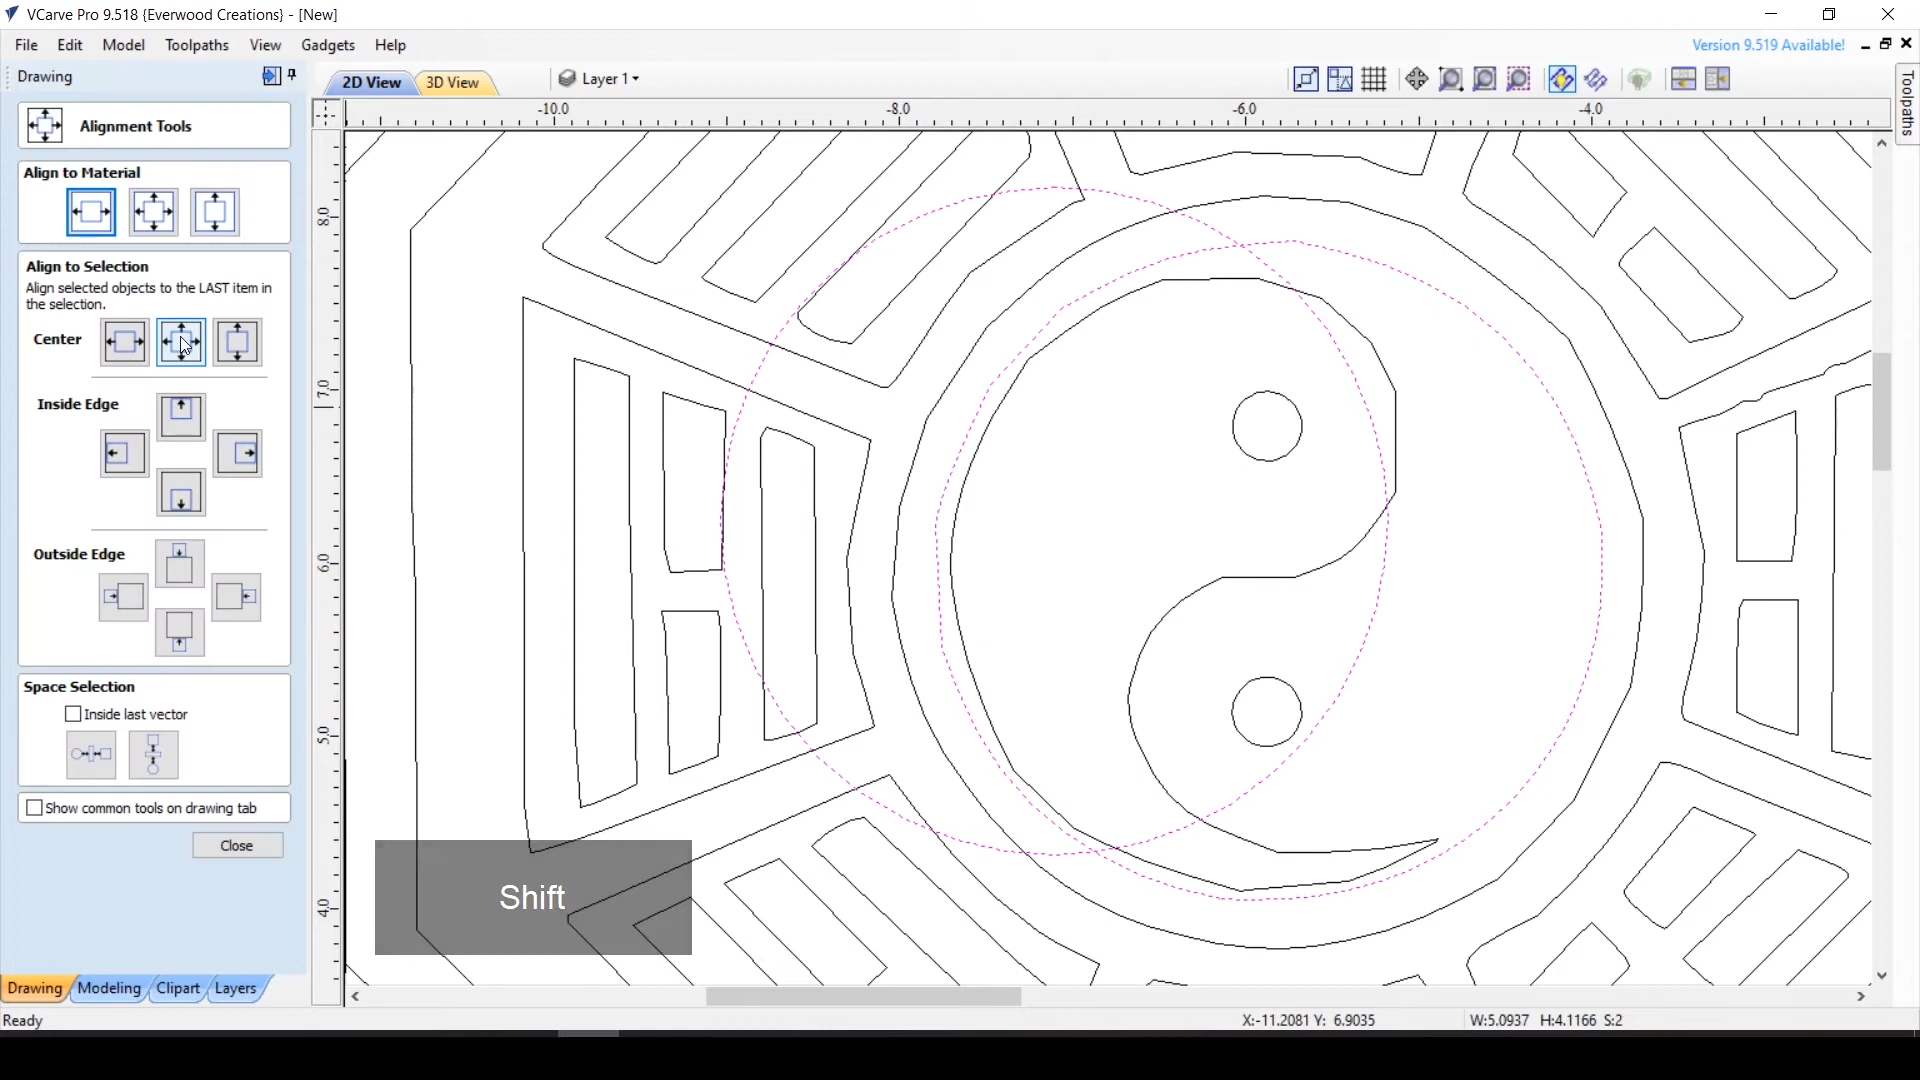 VCarve Pro 9.518 {Everwood Creations} - [New]
File Edit Model Toolpaths View Gadgets Help
Version 9.519 Available!
Drawing
2D View 3D View Layer 1
Toolpaths
-10.0 -8.0 -6.0 -4.0
Alignment Tools
Align to Material
Align to Selection
Align selected objects to the LAST item in
the selection.
Center
Inside Edge
Outside Edge
Space Selection
Inside last vector
Show common tools on drawing tab
Close
8.0
7.0
6.0
5.0
4.0
Shift
Drawing Modeling Clipart Layers
Ready
X:-11.2081 Y: 6.9035
W:5.0937 H:4.1166 S:2